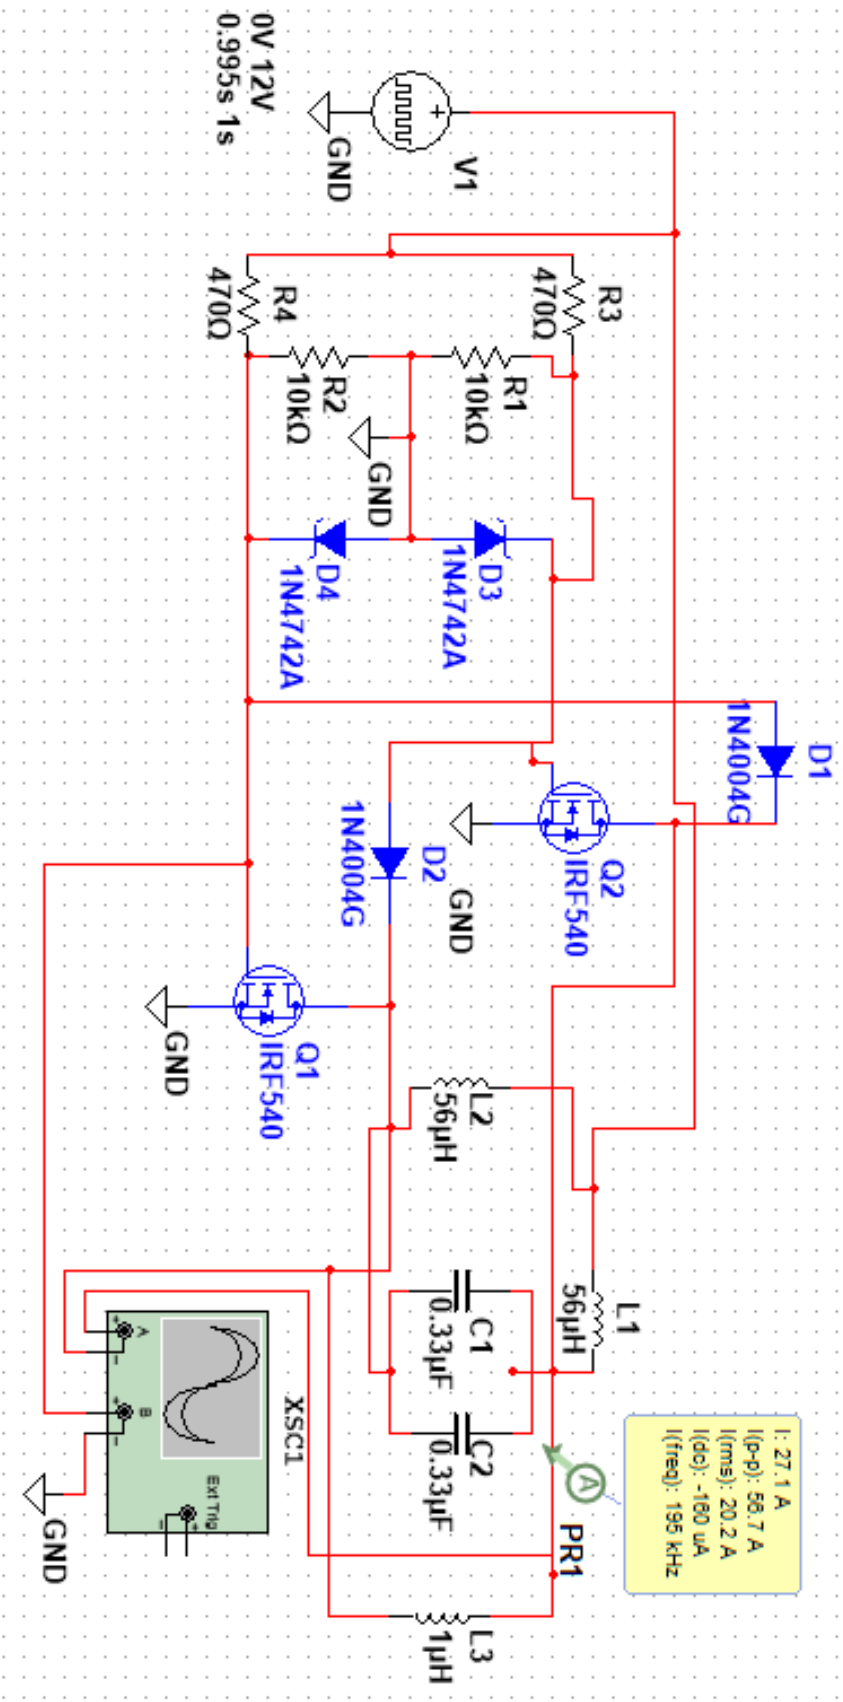 V1
0V 12V
0.995s 1s
GND
R3
470Ω
R4
470Ω
R1
10kΩ
R2
10kΩ
GND
D3
1N4742A
D4
1N4742A
D1
1N4004G
D2
1N4004G
Q2
IRF540
GND
Q1
IRF540
GND
L2
56µH
L1
56µH
C1
0.33µF
C2
0.33µF
I: 27.1 A
I(p-p): 56.7 A
I(rms): 20.2 A
I(dc): -160 uA
I(freq): 195 kHz
A
PR1
L3
1µH
XSC1
A
B
Ext Trig
GND